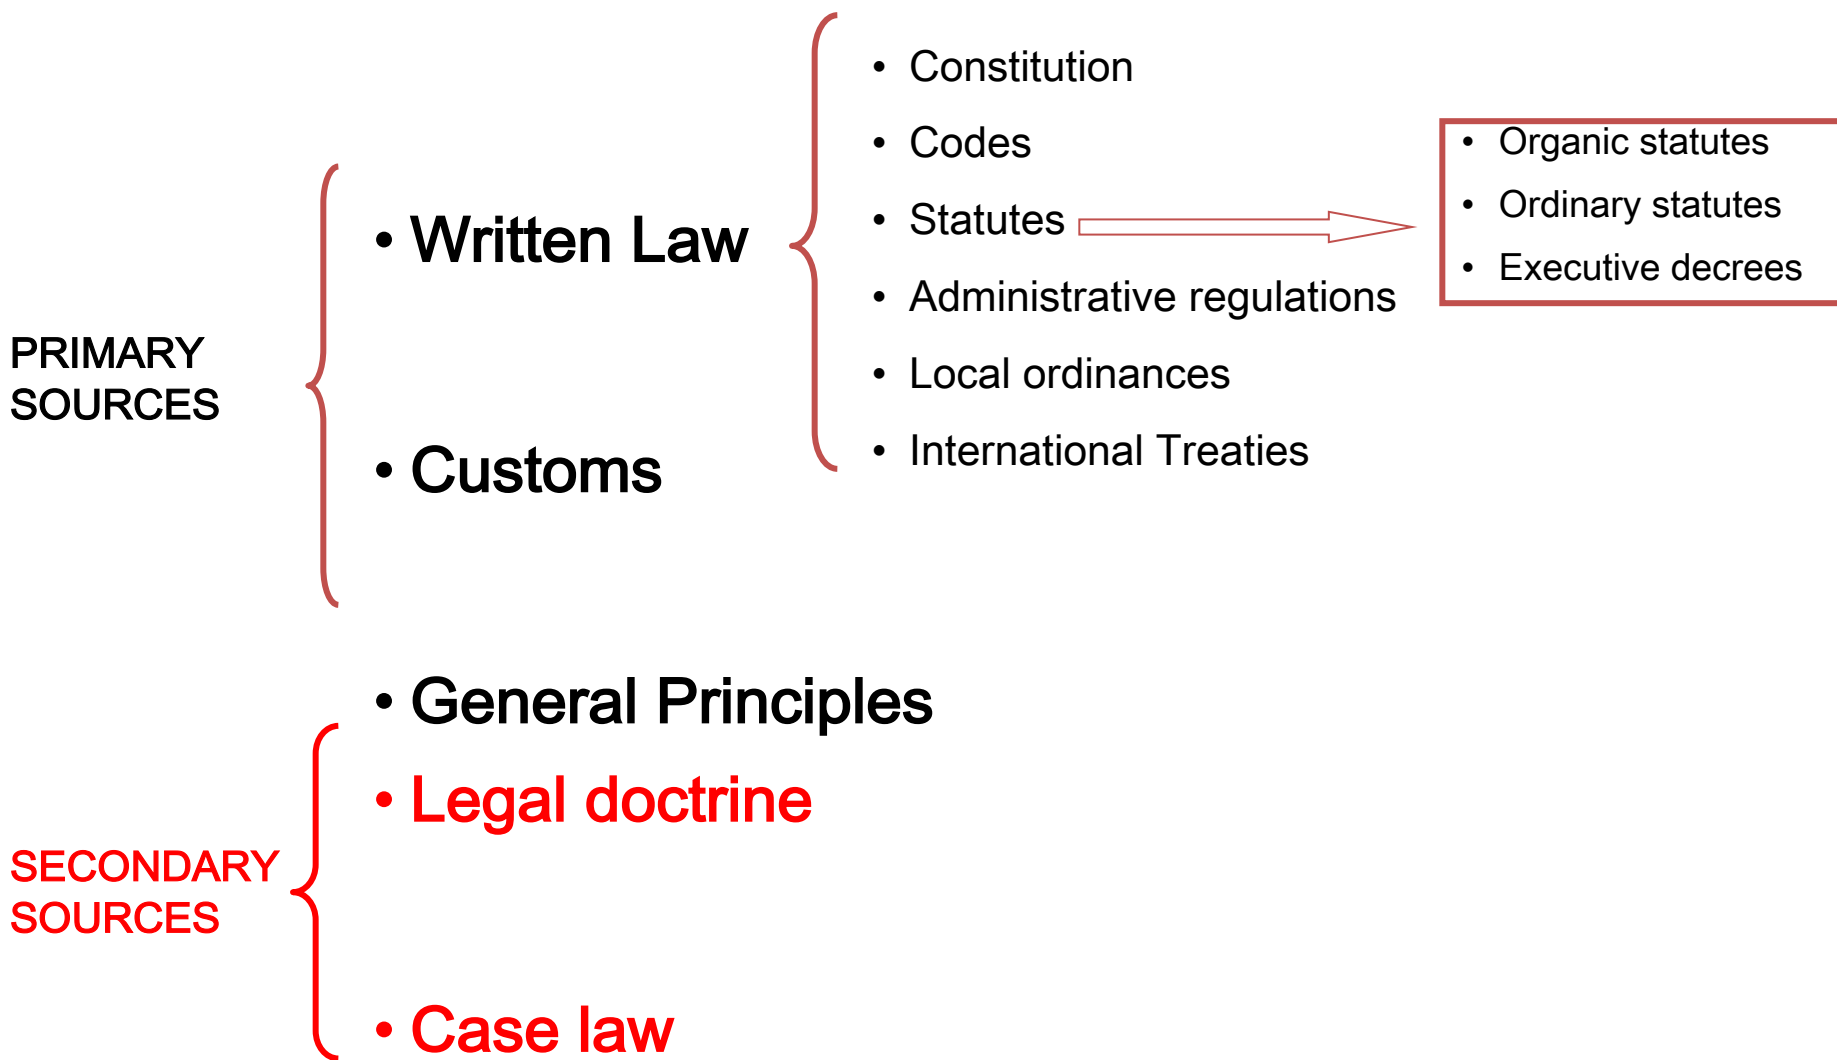 PRIMARY
SOURCES
• Written Law
• Constitution
• Codes
• Statutes
• Administrative regulations
• Local ordinances
• International Treaties
• Organic statutes
• Ordinary statutes
• Executive decrees
• Customs
• General Principles
SECONDARY
SOURCES
• Legal doctrine
• Case law